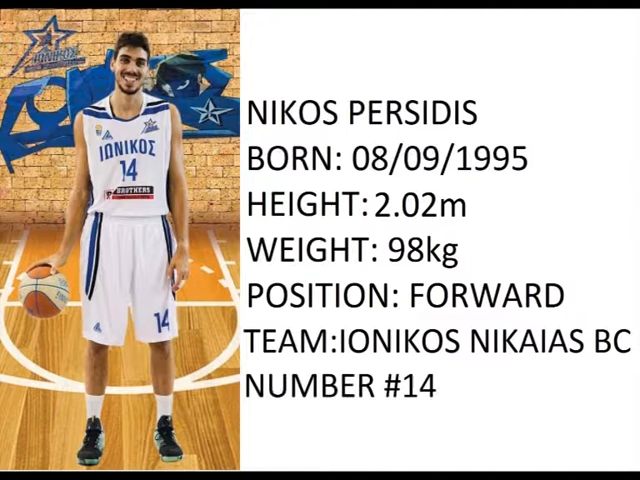 ΙΩΝΙΚΟΣ
ΙΩΝΙΚΟΣ
14
BROTHERS
14
NIKOS PERSIDIS
BORN: 08/09/1995
HEIGHT: 2.02m
WEIGHT: 98kg
POSITION: FORWARD
TEAM:IONIKOS NIKAIAS BC
NUMBER #14